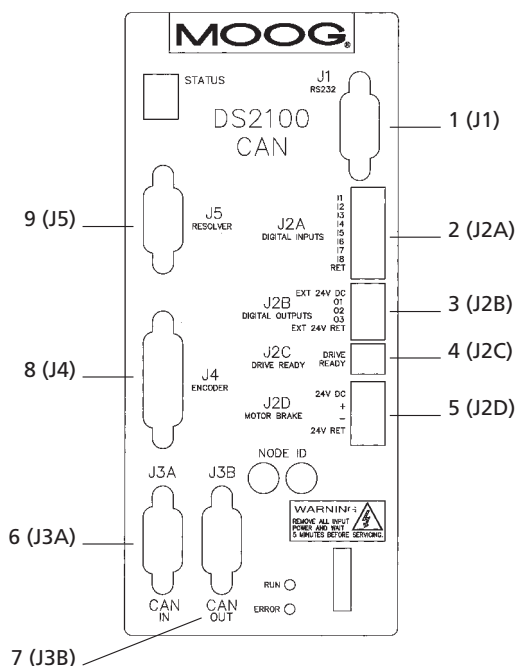 MOOG®
STATUS
J1
RS232
DS2100
CAN
1 (J1)
9 (J5)
J5
RESOLVER
J2A
DIGITAL INPUTS
I1
I2
I3
I4
I5
I6
I7
I8
RET
2 (J2A)
J2B
DIGITAL OUTPUTS
EXT 24V DC
O1
O2
O3
EXT 24V RET
3 (J2B)
J2C
DRIVE READY
DRIVE
READY
4 (J2C)
8 (J4)
J4
ENCODER
J2D
MOTOR BRAKE
24V DC
+
–
24V RET
5 (J2D)
NODE ID
J3A
J3B
6 (J3A)
WARNING
REMOVE ALL INPUT
POWER AND WAIT
5 MINUTES BEFORE SERVICING.
RUN
ERROR
CAN
IN
CAN
OUT
7 (J3B)